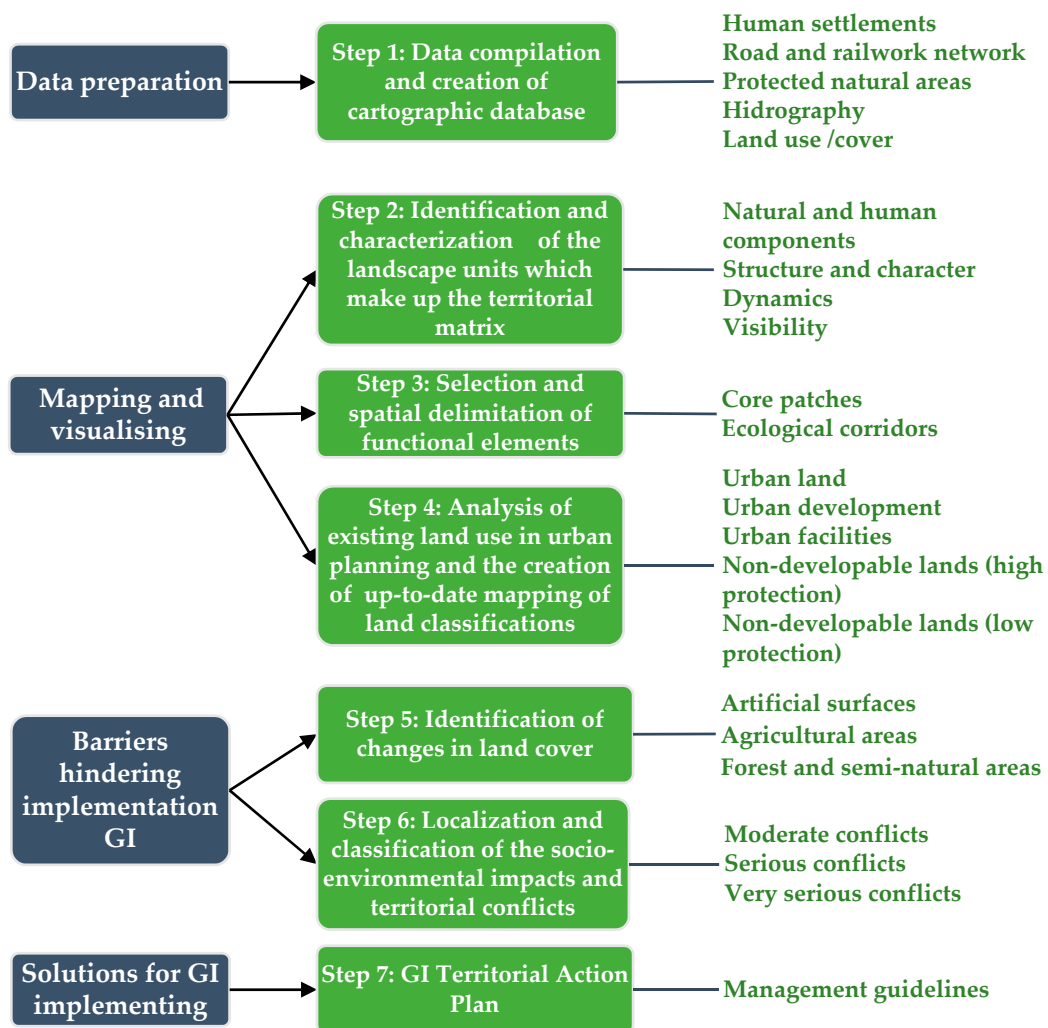 Data preparation
Step 1: Data compilation
and creation of
cartographic database
Human settlements
Road and railwork network
Protected natural areas
Hidrography
Land use /cover
Mapping and
visualising
Step 2: Identification and
characterization of the
landscape units which
make up the territorial
matrix
Natural and human
components
Structure and character
Dynamics
Visibility
Step 3: Selection and
spatial delimitation of
functional elements
Core patches
Ecological corridors
Step 4: Analysis of
existing land use in urban
planning and the creation
of up-to-date mapping of
land classifications
Urban land
Urban development
Urban facilities
Non-developable lands (high
protection)
Non-developable lands (low
protection)
Barriers
hindering
implementation
GI
Step 5: Identification of
changes in land cover
Artificial surfaces
Agricultural areas
Forest and semi-natural areas
Step 6: Localization and
classification of the socio-
environmental impacts and
territorial conflicts
Moderate conflicts
Serious conflicts
Very serious conflicts
Solutions for GI
implementing
Step 7: GI Territorial Action
Plan
Management guidelines